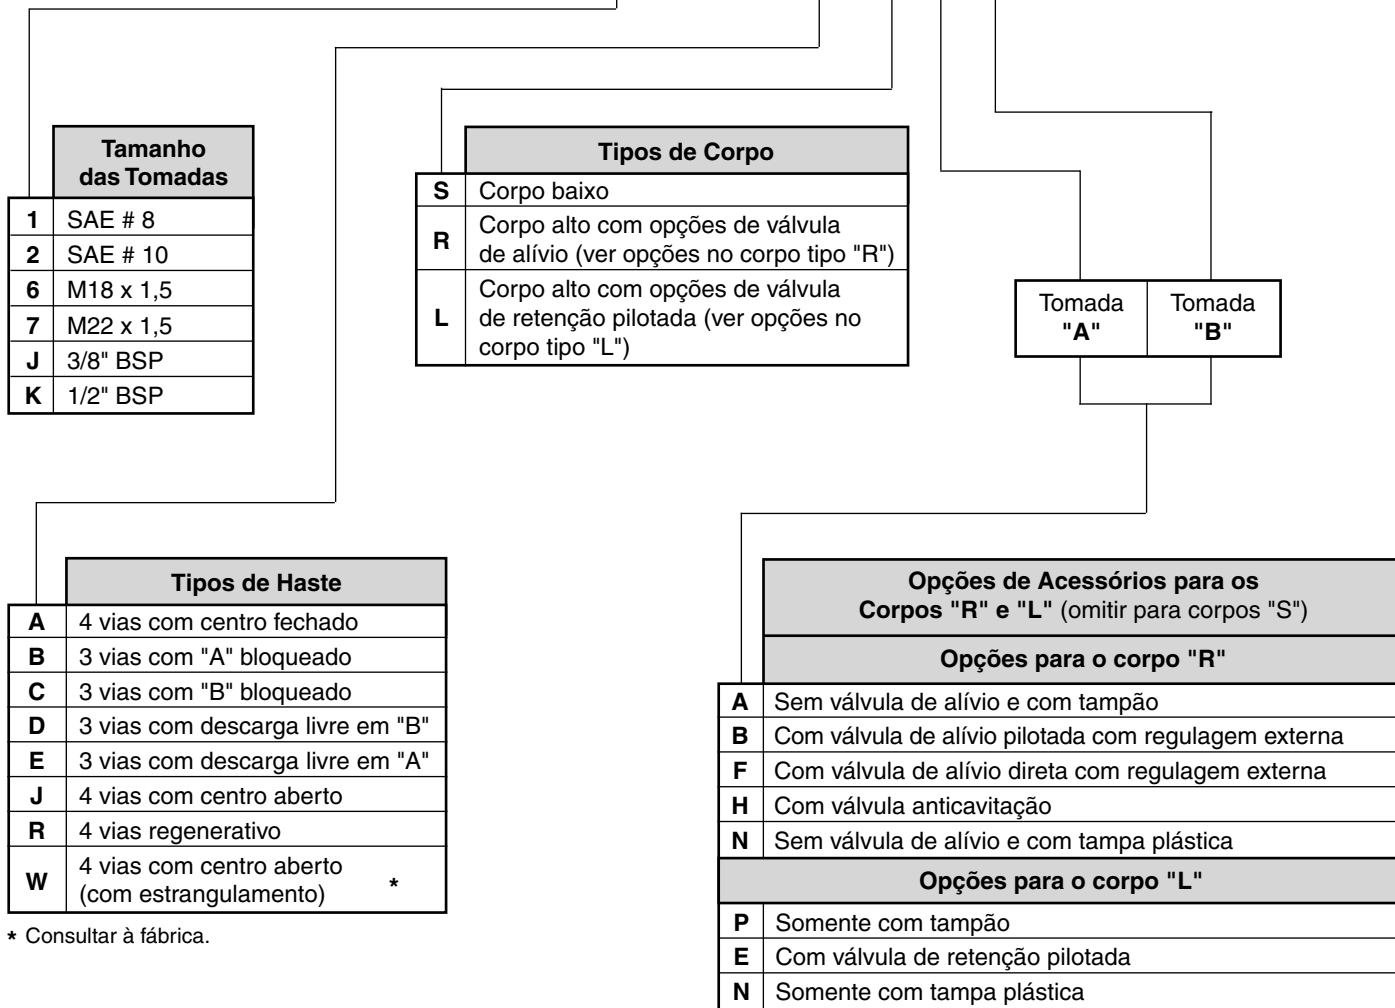 Tamanho
das Tomadas
1 SAE # 8
2 SAE # 10
6 M18 x 1,5
7 M22 x 1,5
J 3/8" BSP
K 1/2" BSP
Tipos de Corpo
S Corpo baixo
R Corpo alto com opções de válvula
de alívio (ver opções no corpo tipo "R")
L Corpo alto com opções de válvula
de retenção pilotada (ver opções no
corpo tipo "L")
Tomada
"A"
Tomada
"B"
Tipos de Haste
A 4 vias com centro fechado
B 3 vias com "A" bloqueado
C 3 vias com "B" bloqueado
D 3 vias com descarga livre em "B"
E 3 vias com descarga livre em "A"
J 4 vias com centro aberto
R 4 vias regenerativo
W 4 vias com centro aberto
(com estrangulamento) *
* Consultar à fábrica.
Opções de Acessórios para os
Corpos "R" e "L" (omitir para corpos "S")
Opções para o corpo "R"
A Sem válvula de alívio e com tampão
B Com válvula de alívio pilotada com regulagem externa
F Com válvula de alívio direta com regulagem externa
H Com válvula anticavitação
N Sem válvula de alívio e com tampa plástica
Opções para o corpo "L"
P Somente com tampão
E Com válvula de retenção pilotada
N Somente com tampa plástica